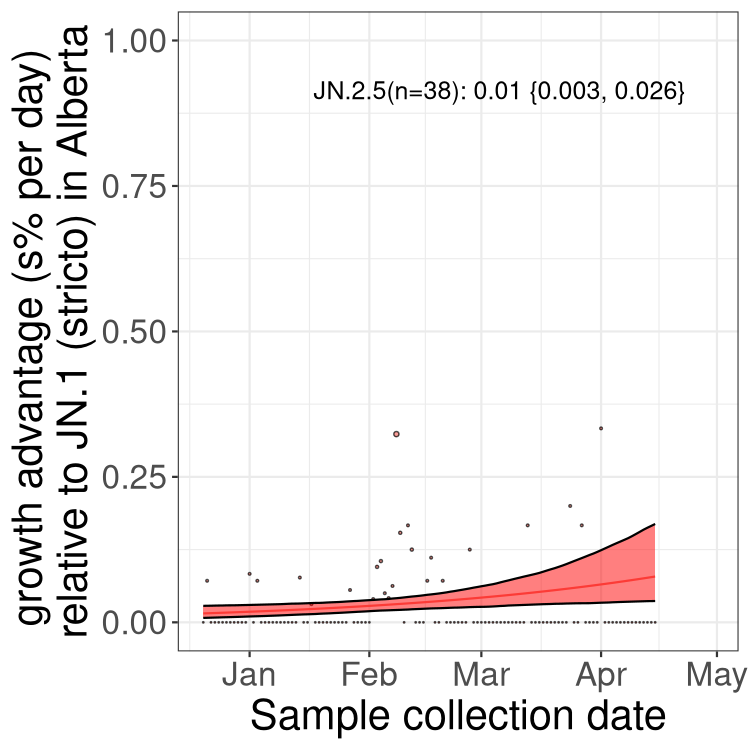 growth advantage (s% per day)
relative to JN.1 (stricto) in Alberta
1.00
0.75
0.50
0.25
0.00
JN.2.5(n=38): 0.01 {0.003, 0.026}
Jan Feb Mar Apr May
Sample collection date